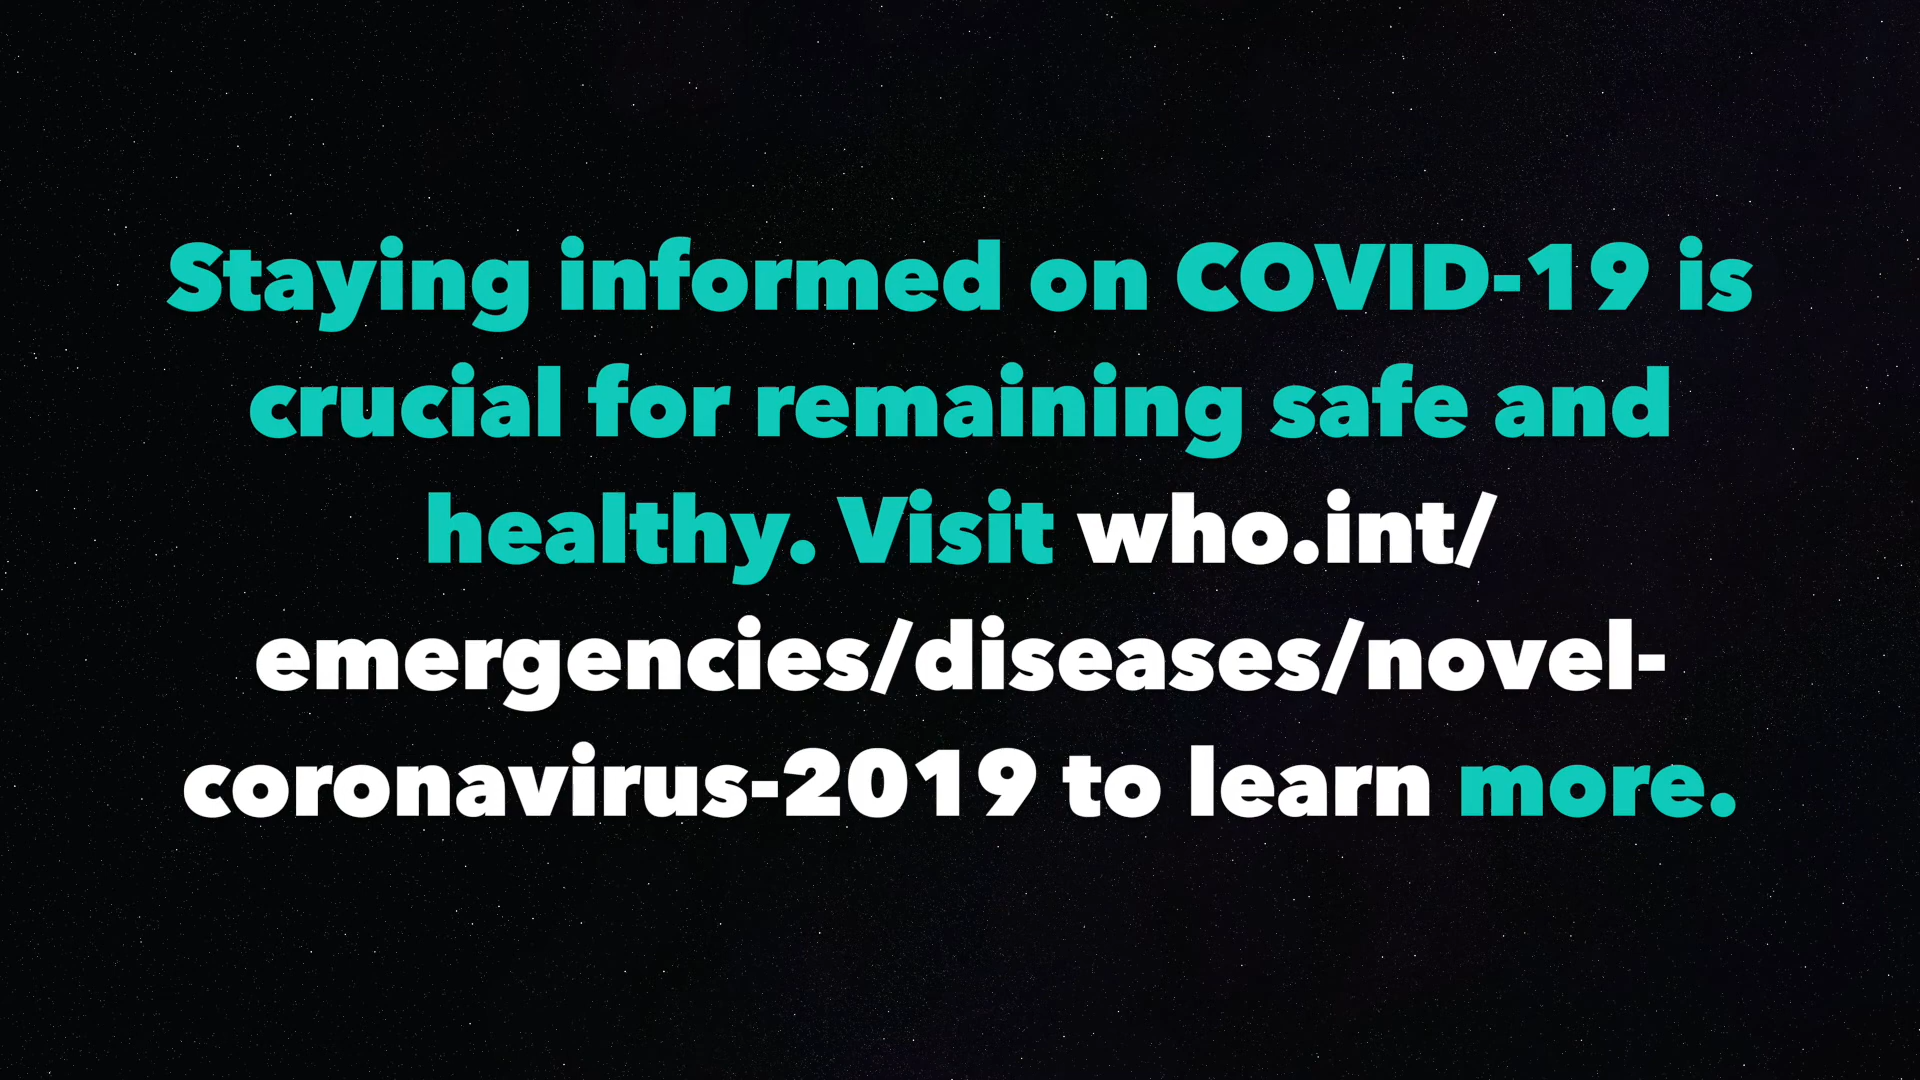 Staying informed on COVID-19 is
crucial for remaining safe and
healthy. Visit who.int/
emergencies/diseases/novel-
coronavirus-2019 to learn more.